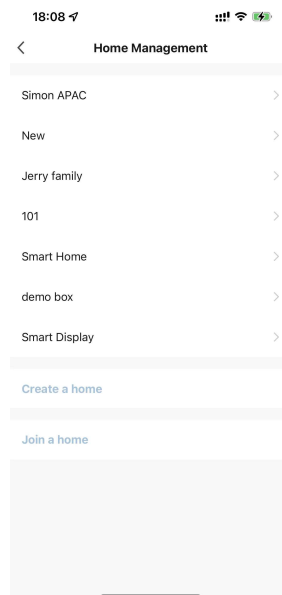 18:08
Home Management
Simon APAC
New
Jerry family
101
Smart Home
demo box
Smart Display
Create a home
Join a home